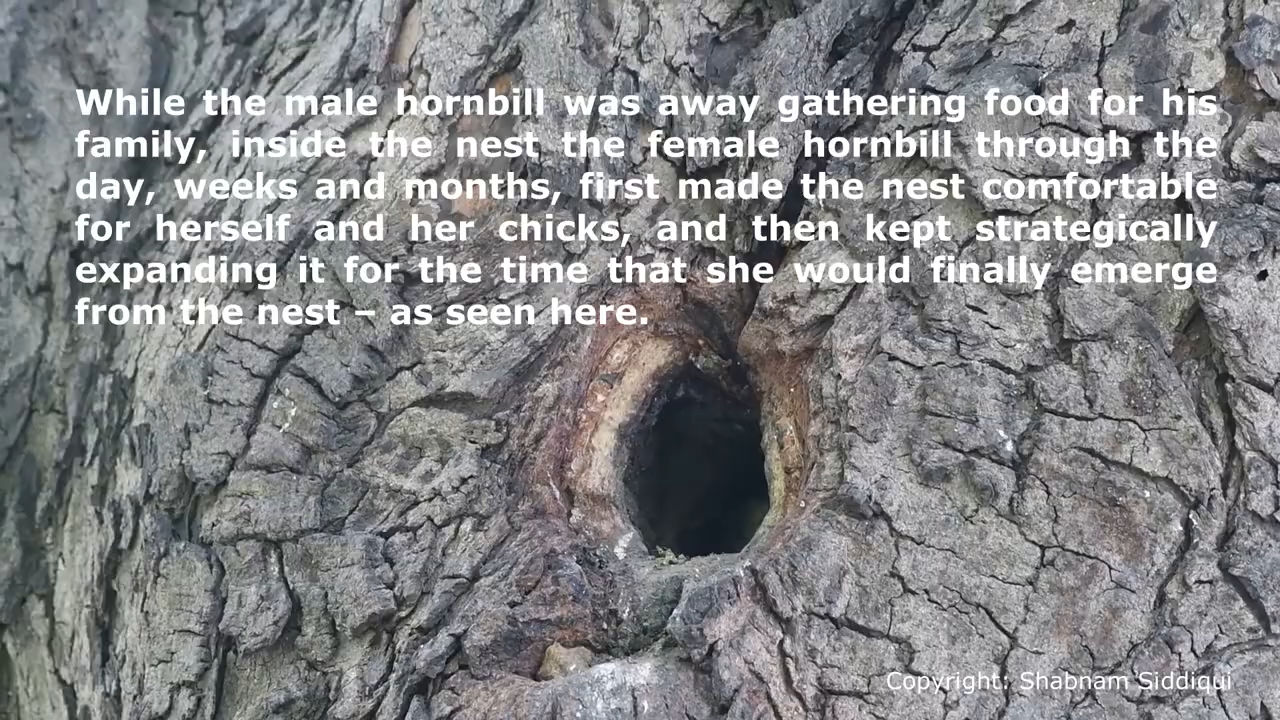 While the male hornbill was away gathering food for his
family, inside the nest the female hornbill through the
day, weeks and months, first made the nest comfortable
for herself and her chicks, and then kept strategically
expanding it for the time that she would finally emerge
from the nest – as seen here.
Copyright: Shabnam Siddiqui